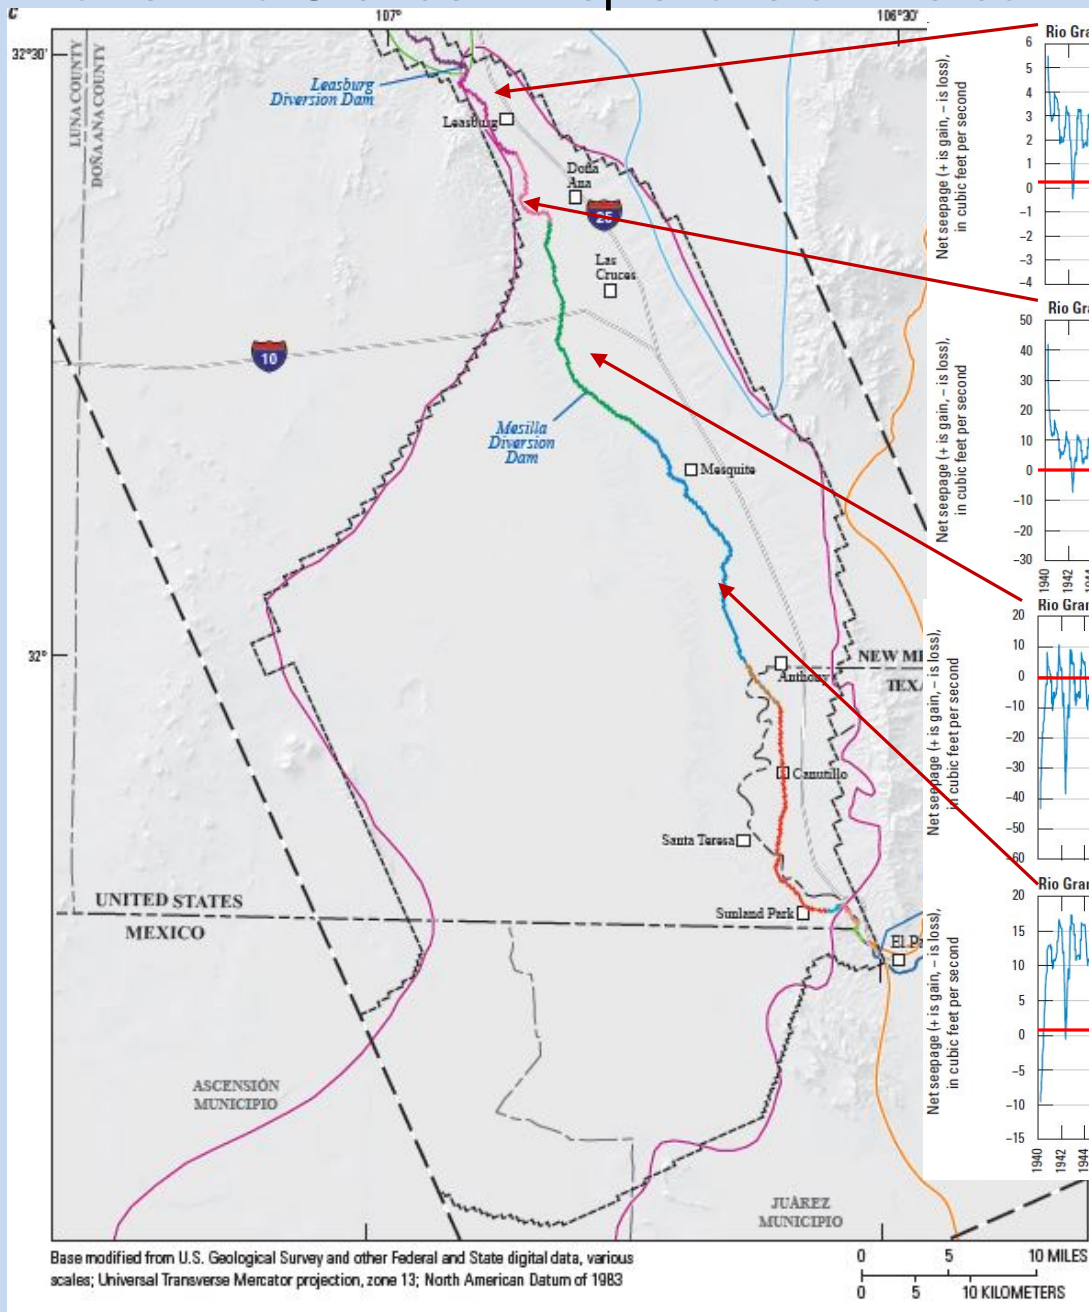 C
107°
106°30'
32°30'
LUNA COUNTY
DOÑA ANA COUNTY
Leasburg
Diversion Dam
Leasburg
Doña
Ana
25
Las
Cruces
10
Mesilla
Diversion
Dam
Mesquite
32°
Anthony
NEW ME
TEXA
Canutillo
Santa Teresa
UNITED STATES
MEXICO
Sunland Park
El Pa
ASCENSIÓN
MUNICIPIO
JUÁREZ
MUNICIPIO
Base modified from U.S. Geological Survey and other Federal and State digital data, various
scales; Universal Transverse Mercator projection, zone 13; North American Datum of 1983
0 5 10 MILES
0 5 10 KILOMETERS
Rio Gra
Net seepage (+ is gain, – is loss),
in cubic feet per second
6
5
4
3
2
1
0
–1
–2
–3
–4
Rio Gra
Net seepage (+ is gain, – is loss),
in cubic feet per second
50
40
30
20
10
0
–10
–20
–30
1940
1942
1944
Rio Gran
Net seepage (+ is gain, – is loss),
in cubic feet per second
20
10
0
–10
–20
–30
–40
–50
–60
Rio Gran
Net seepage (+ is gain, – is loss),
in cubic feet per second
20
15
10
5
0
–5
–10
–15
1940
1942
1944